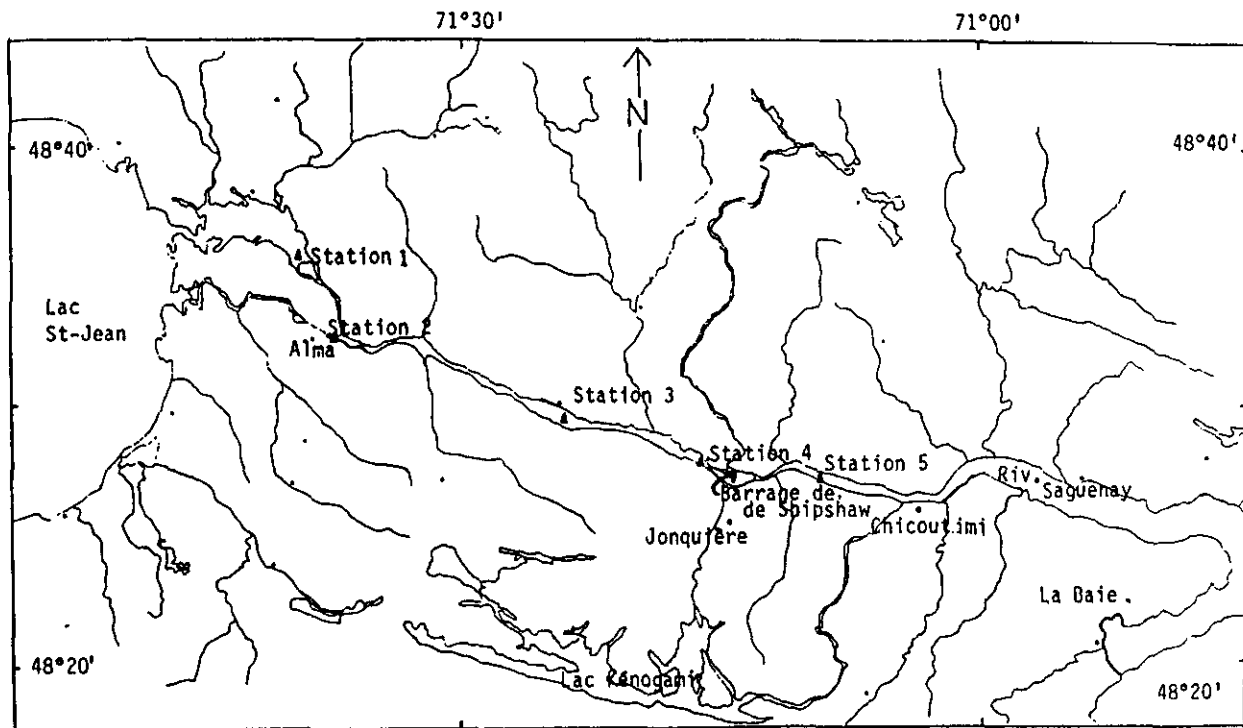 71°30'
71°00'
N
48°40'
48°40'
Station 1
Lac
St-Jean
Station 2
Alma
Station 3
Station 4
Station 5
Riv.
Saguenay
Barrage de
de Shipshaw
Jonquière
Chicoutimi
La Baie
48°20'
Lac Kénogami
48°20'